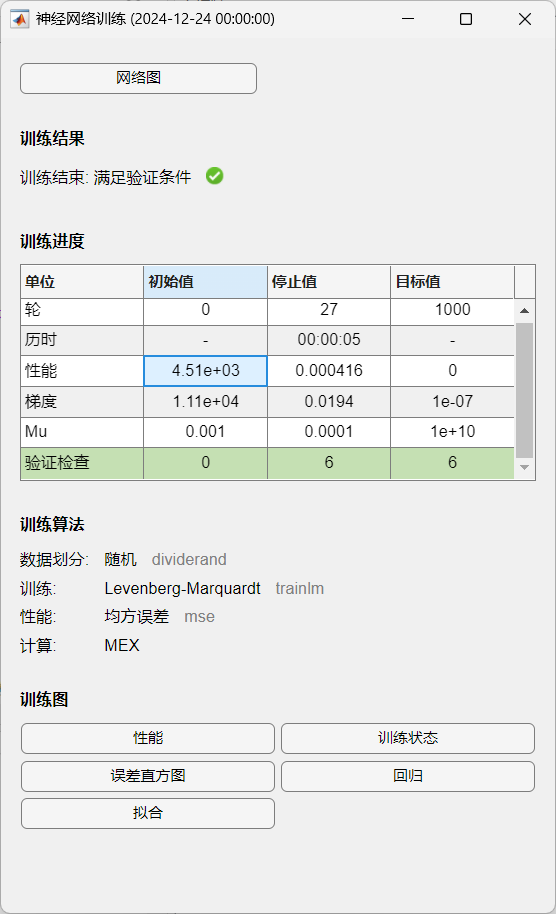 神经网络训练 (2024-12-24 00:00:00)
网络图
训练结果
训练结束: 满足验证条件
训练进度
单位 初始值 停止值 目标值
轮 0 27 1000
历时 - 00:00:05 -
性能 4.51e+03 0.000416 0
梯度 1.11e+04 0.0194 1e-07
Mu 0.001 0.0001 1e+10
验证检查 0 6 6
训练算法
数据划分: 随机 dividerand
训练: Levenberg-Marquardt trainlm
性能: 均方误差 mse
计算: MEX
训练图
性能 训练状态
误差直方图 回归
拟合